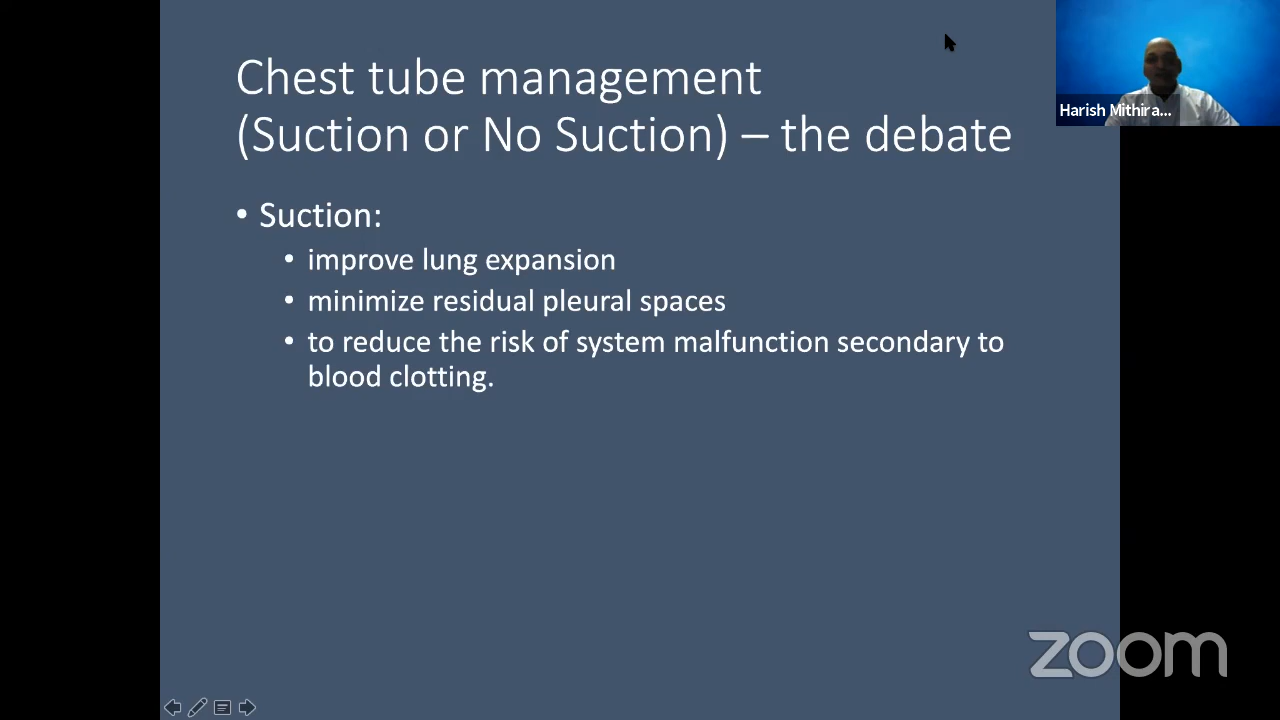 Chest tube management
(Suction or No Suction) – the debate
Harish Mithira...
• Suction:
• improve lung expansion
• minimize residual pleural spaces
• to reduce the risk of system malfunction secondary to
blood clotting.
zoom